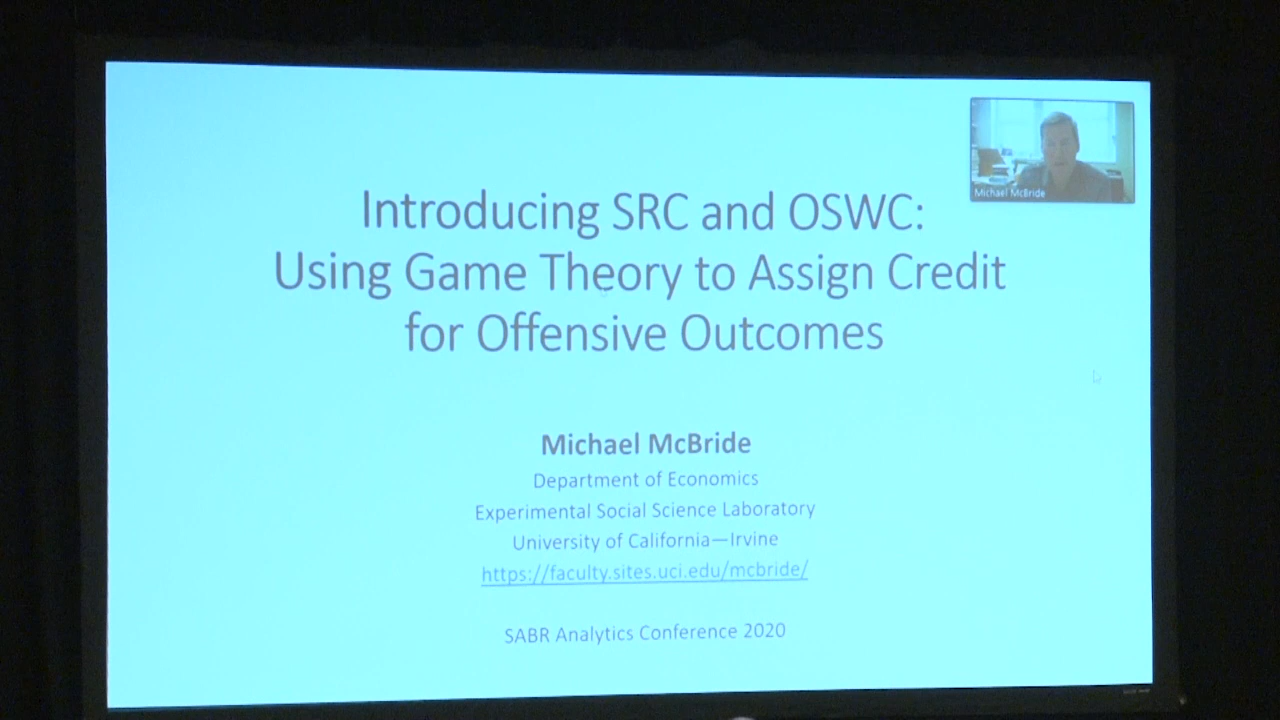 Michael McBride
Introducing SRC and OSWC:
Using Game Theory to Assign Credit
for Offensive Outcomes
Michael McBride
Department of Economics
Experimental Social Science Laboratory
University of California—Irvine
https://faculty.sites.uci.edu/mcbride/
SABR Analytics Conference 2020